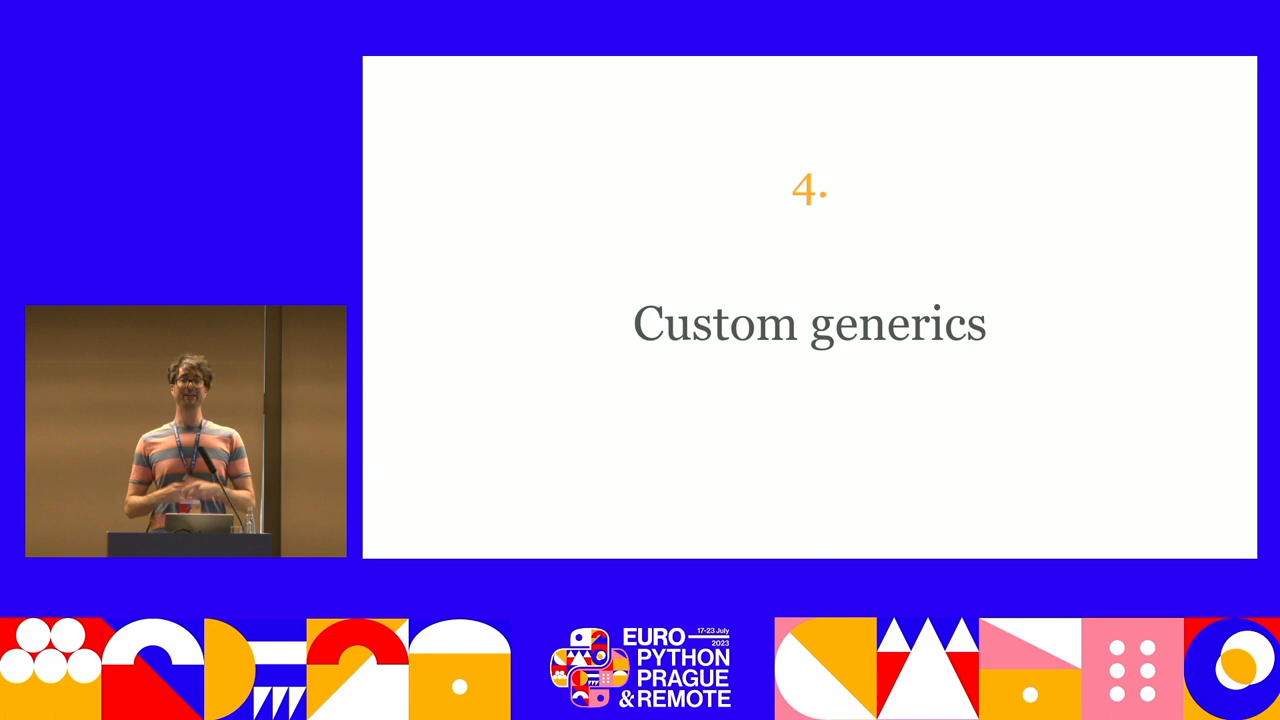 4.
Custom generics
17-23 July
2023
EURO
PYTHON
PRAGUE
& REMOTE